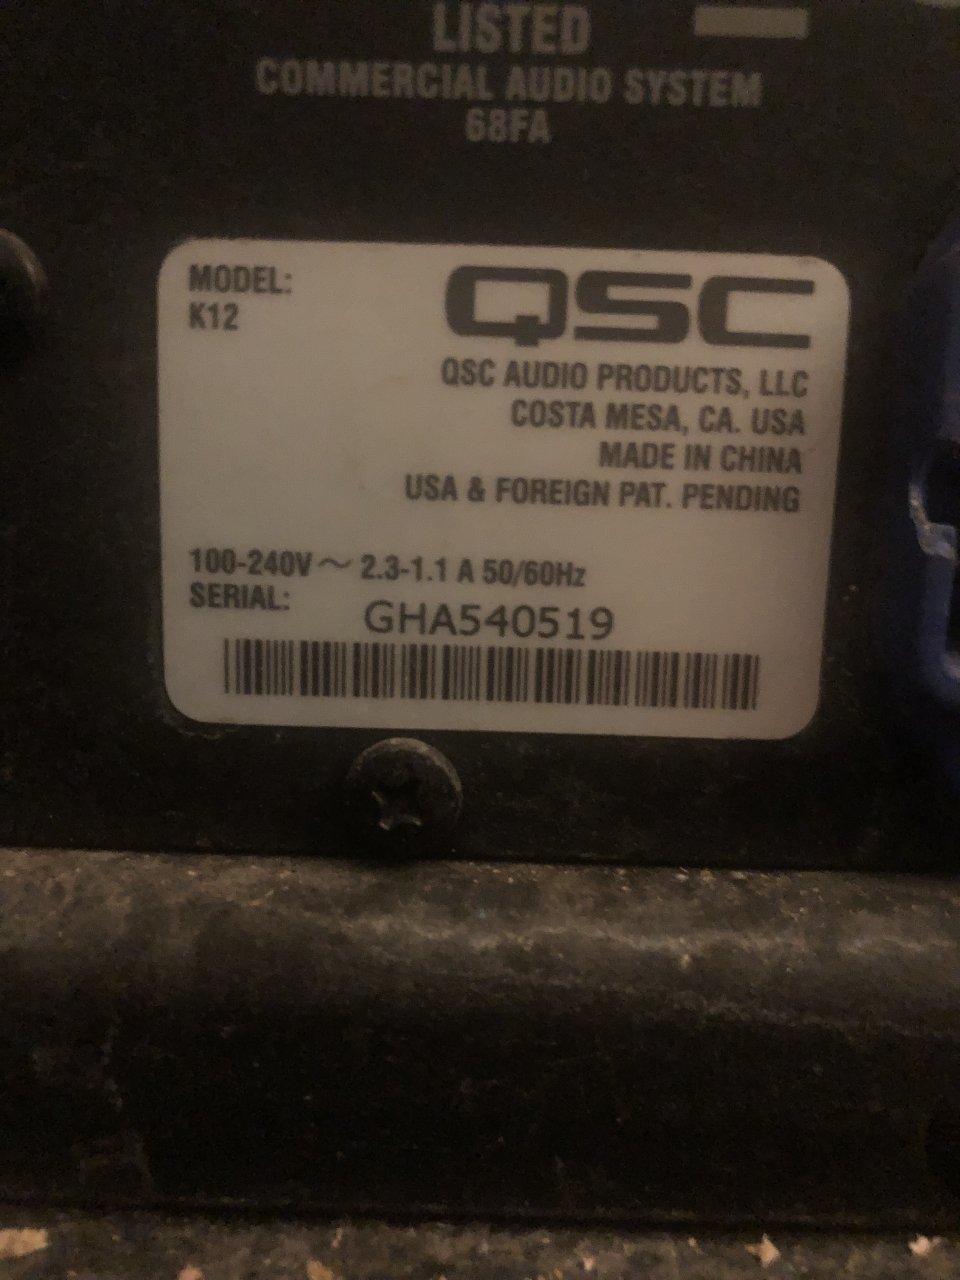 LISTED
COMMERCIAL AUDIO SYSTEM
68FA
MODEL:
K12
QSC
QSC AUDIO PRODUCTS, LLC
COSTA MESA, CA. USA
MADE IN CHINA
USA & FOREIGN PAT. PENDING
100-240V ~ 2.3-1.1 A 50/60Hz
SERIAL: GHA540519